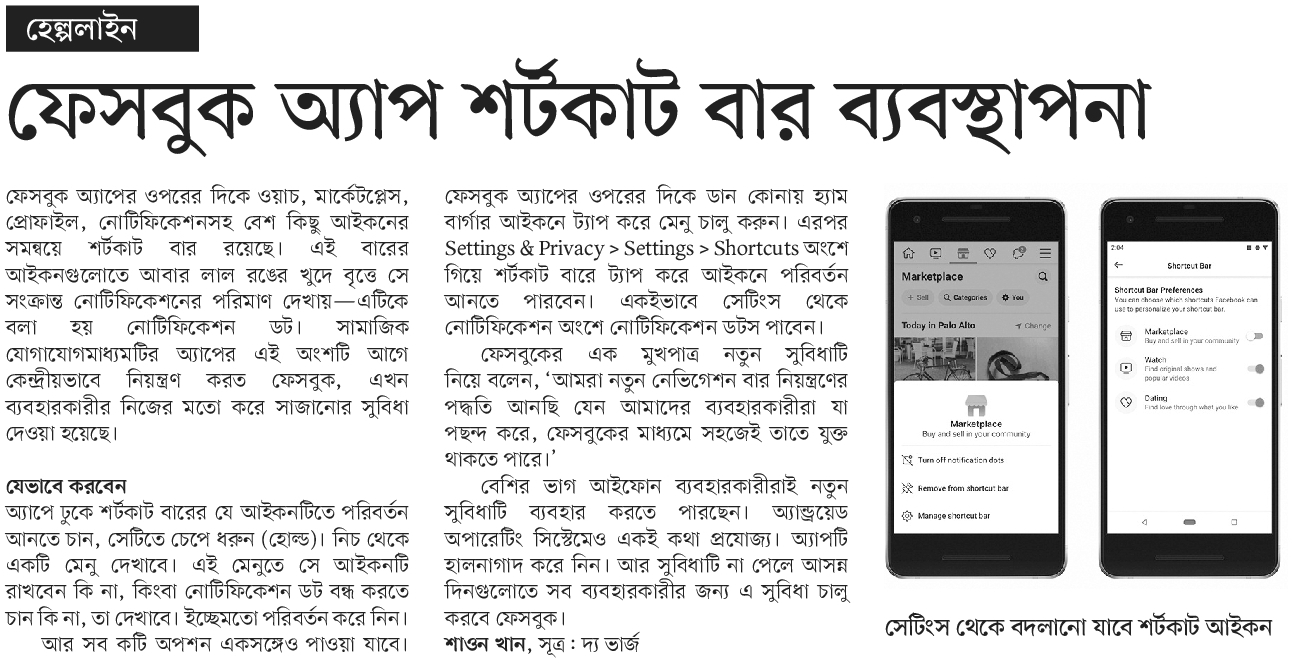 হেল্পলাইন
ফেসবুক অ্যাপ শর্টকাট বার ব্যবস্থাপনা
ফেসবুক অ্যাপের ওপরের দিকে ওয়াচ, মার্কেটপ্লেস,
প্রোফাইল, নোটিফিকেশনসহ বেশ কিছু আইকনের
সমন্বয়ে শর্টকাট বার রয়েছে। এই বারের
আইকনগুলোতে আবার লাল রঙের খুদে বৃত্তে সে
সংক্রান্ত নোটিফিকেশনের পরিমাণ দেখায়—এটিকে
বলা হয় নোটিফিকেশন ডট। সামাজিক
যোগাযোগমাধ্যমটির অ্যাপের এই অংশটি আগে
কেন্দ্রীয়ভাবে নিয়ন্ত্রণ করত ফেসবুক, এখন
ব্যবহারকারীর নিজের মতো করে সাজানোর সুবিধা
দেওয়া হয়েছে।
যেভাবে করবেন
অ্যাপে ঢুকে শর্টকাট বারের যে আইকনটিতে পরিবর্তন
আনতে চান, সেটিতে চেপে ধরুন (হোল্ড)। নিচ থেকে
একটি মেনু দেখাবে। এই মেনুতে সে আইকনটি
রাখবেন কি না, কিংবা নোটিফিকেশন ডট বন্ধ করতে
চান কি না, তা দেখাবে। ইচ্ছেমতো পরিবর্তন করে নিন।
আর সব কটি অপশন একসঙ্গেও পাওয়া যাবে।
ফেসবুক অ্যাপের ওপরের দিকে ডান কোনায় হ্যাম
বার্গার আইকনে ট্যাপ করে মেনু চালু করুন। এরপর
Settings & Privacy > Settings > Shortcuts অংশে
গিয়ে শর্টকাট বারে ট্যাপ করে আইকনে পরিবর্তন
আনতে পারবেন। একইভাবে সেটিংস থেকে
নোটিফিকেশন অংশে নোটিফিকেশন ডটস পাবেন।
ফেসবুকের এক মুখপাত্র নতুন সুবিধাটি
নিয়ে বলেন, ‘আমরা নতুন নেভিগেশন বার নিয়ন্ত্রণের
পদ্ধতি আনছি যেন আমাদের ব্যবহারকারীরা যা
পছন্দ করে, ফেসবুকের মাধ্যমে সহজেই তাতে যুক্ত
থাকতে পারে।’
বেশির ভাগ আইফোন ব্যবহারকারীরাই নতুন
সুবিধাটি ব্যবহার করতে পারছেন। অ্যান্ড্রয়েড
অপারেটিং সিস্টেমেও একই কথা প্রযোজ্য। অ্যাপটি
হালনাগাদ করে নিন। আর সুবিধাটি না পেলে আসন্ন
দিনগুলোতে সব ব্যবহারকারীর জন্য এ সুবিধা চালু
করবে ফেসবুক।
শাওন খান, সূত্র : দ্য ভার্জ
Marketplace
Sell Categories You
Today in Palo Alto Change
Marketplace
Buy and sell in your community
Turn off notification dots
Remove from shortcut bar
Manage shortcut bar
2:04
Shortcut Bar
Shortcut Bar Preferences
You can choose which shortcuts Facebook can
use to personalize your shortcut bar.
Marketplace
Buy and sell in your community
Watch
Find original shows and
popular videos
Dating
Find love through what you like
সেটিংস থেকে বদলানো যাবে শর্টকাট আইকন